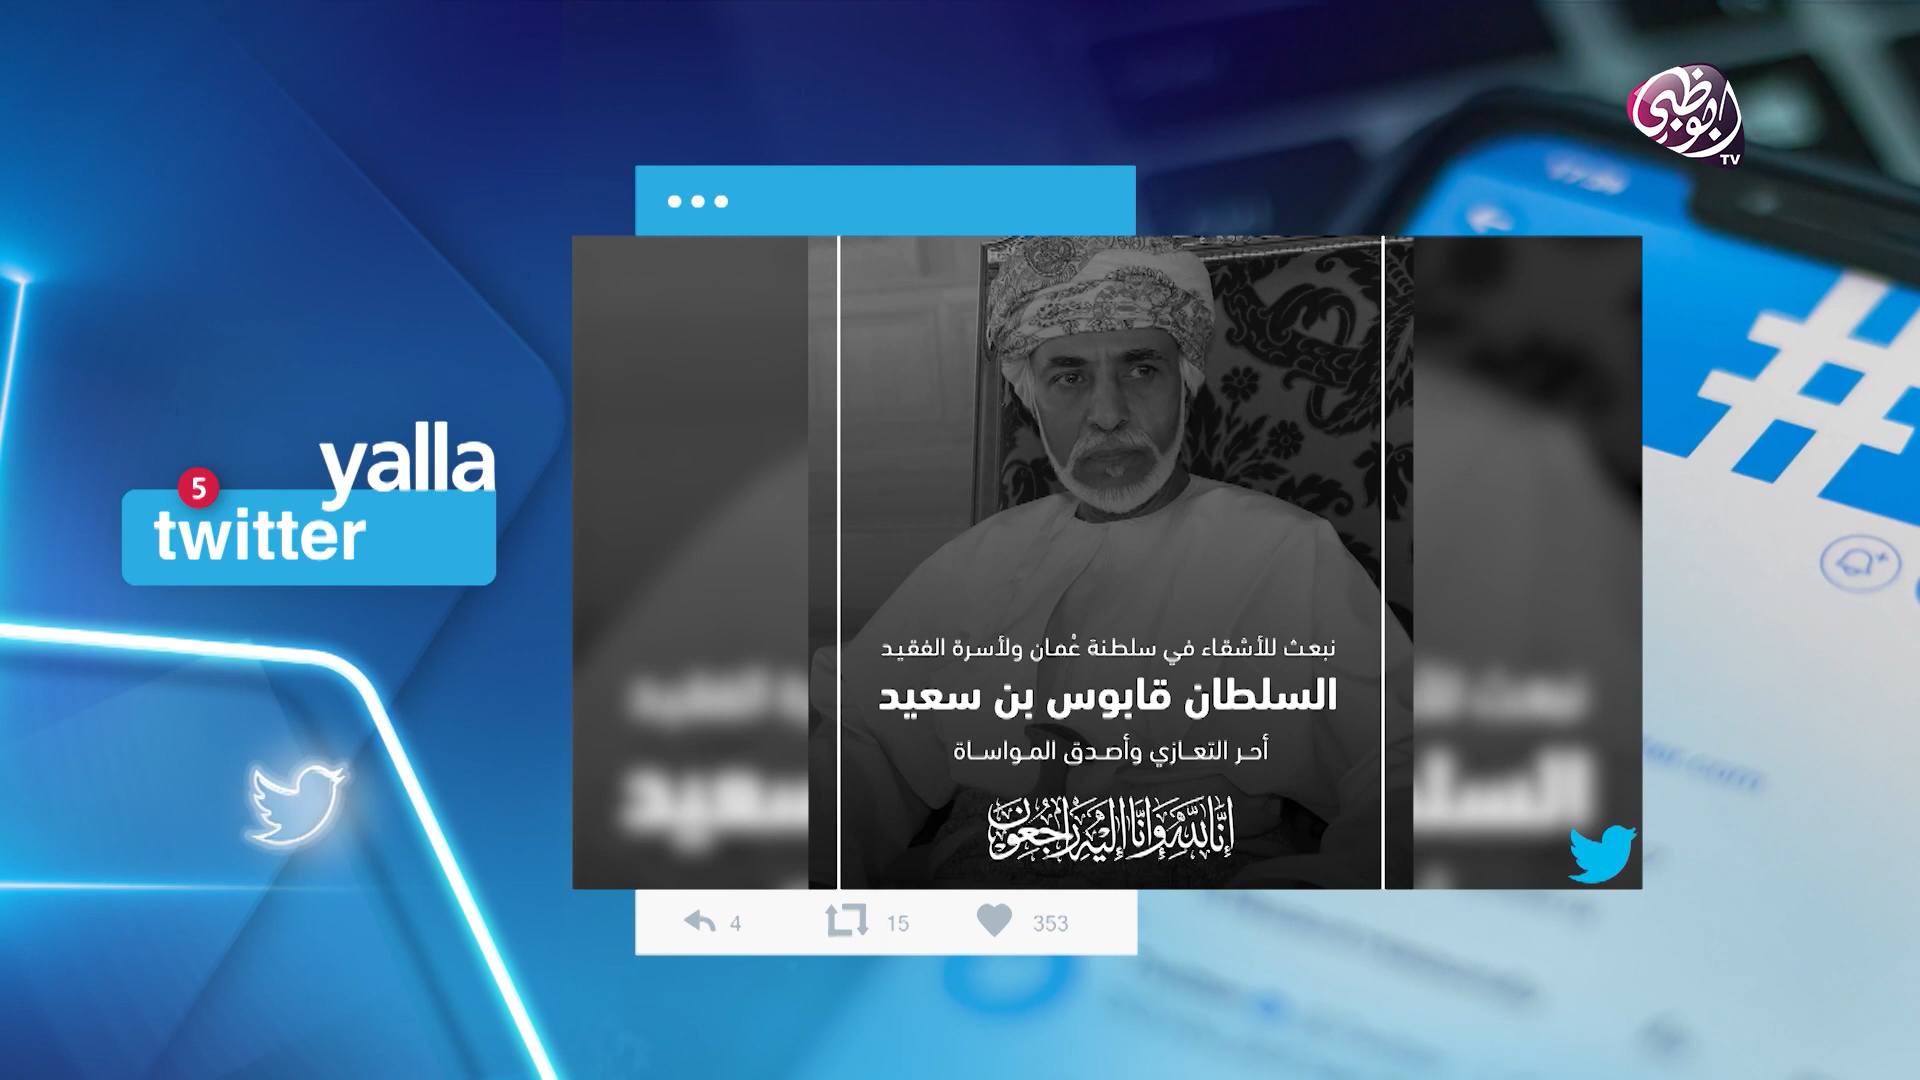 ابوظبي
TV
yalla
5
twitter
#
نبعث للأشقاء في سلطنة عُمان ولأسرة الفقيد
السلطان قابوس بن سعيد
أحر التعازي وأصدق المواساة
إنا لله وإنا إليه راجعون
4
15
353